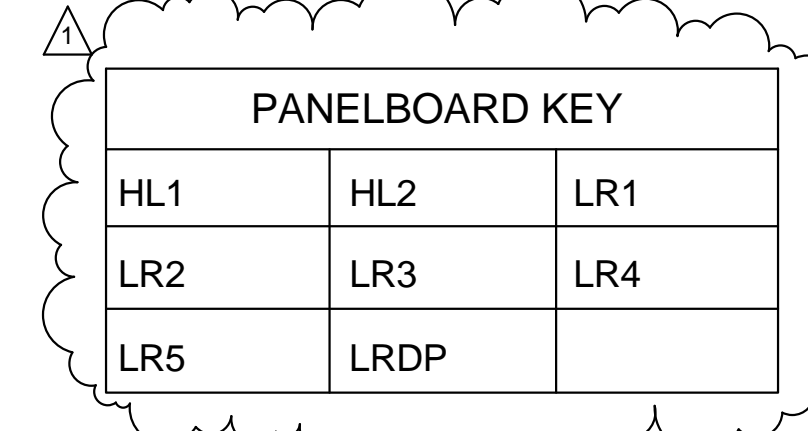 1
PANELBOARD KEY
HL1 HL2 LR1
LR2 LR3 LR4
LR5 LRDP